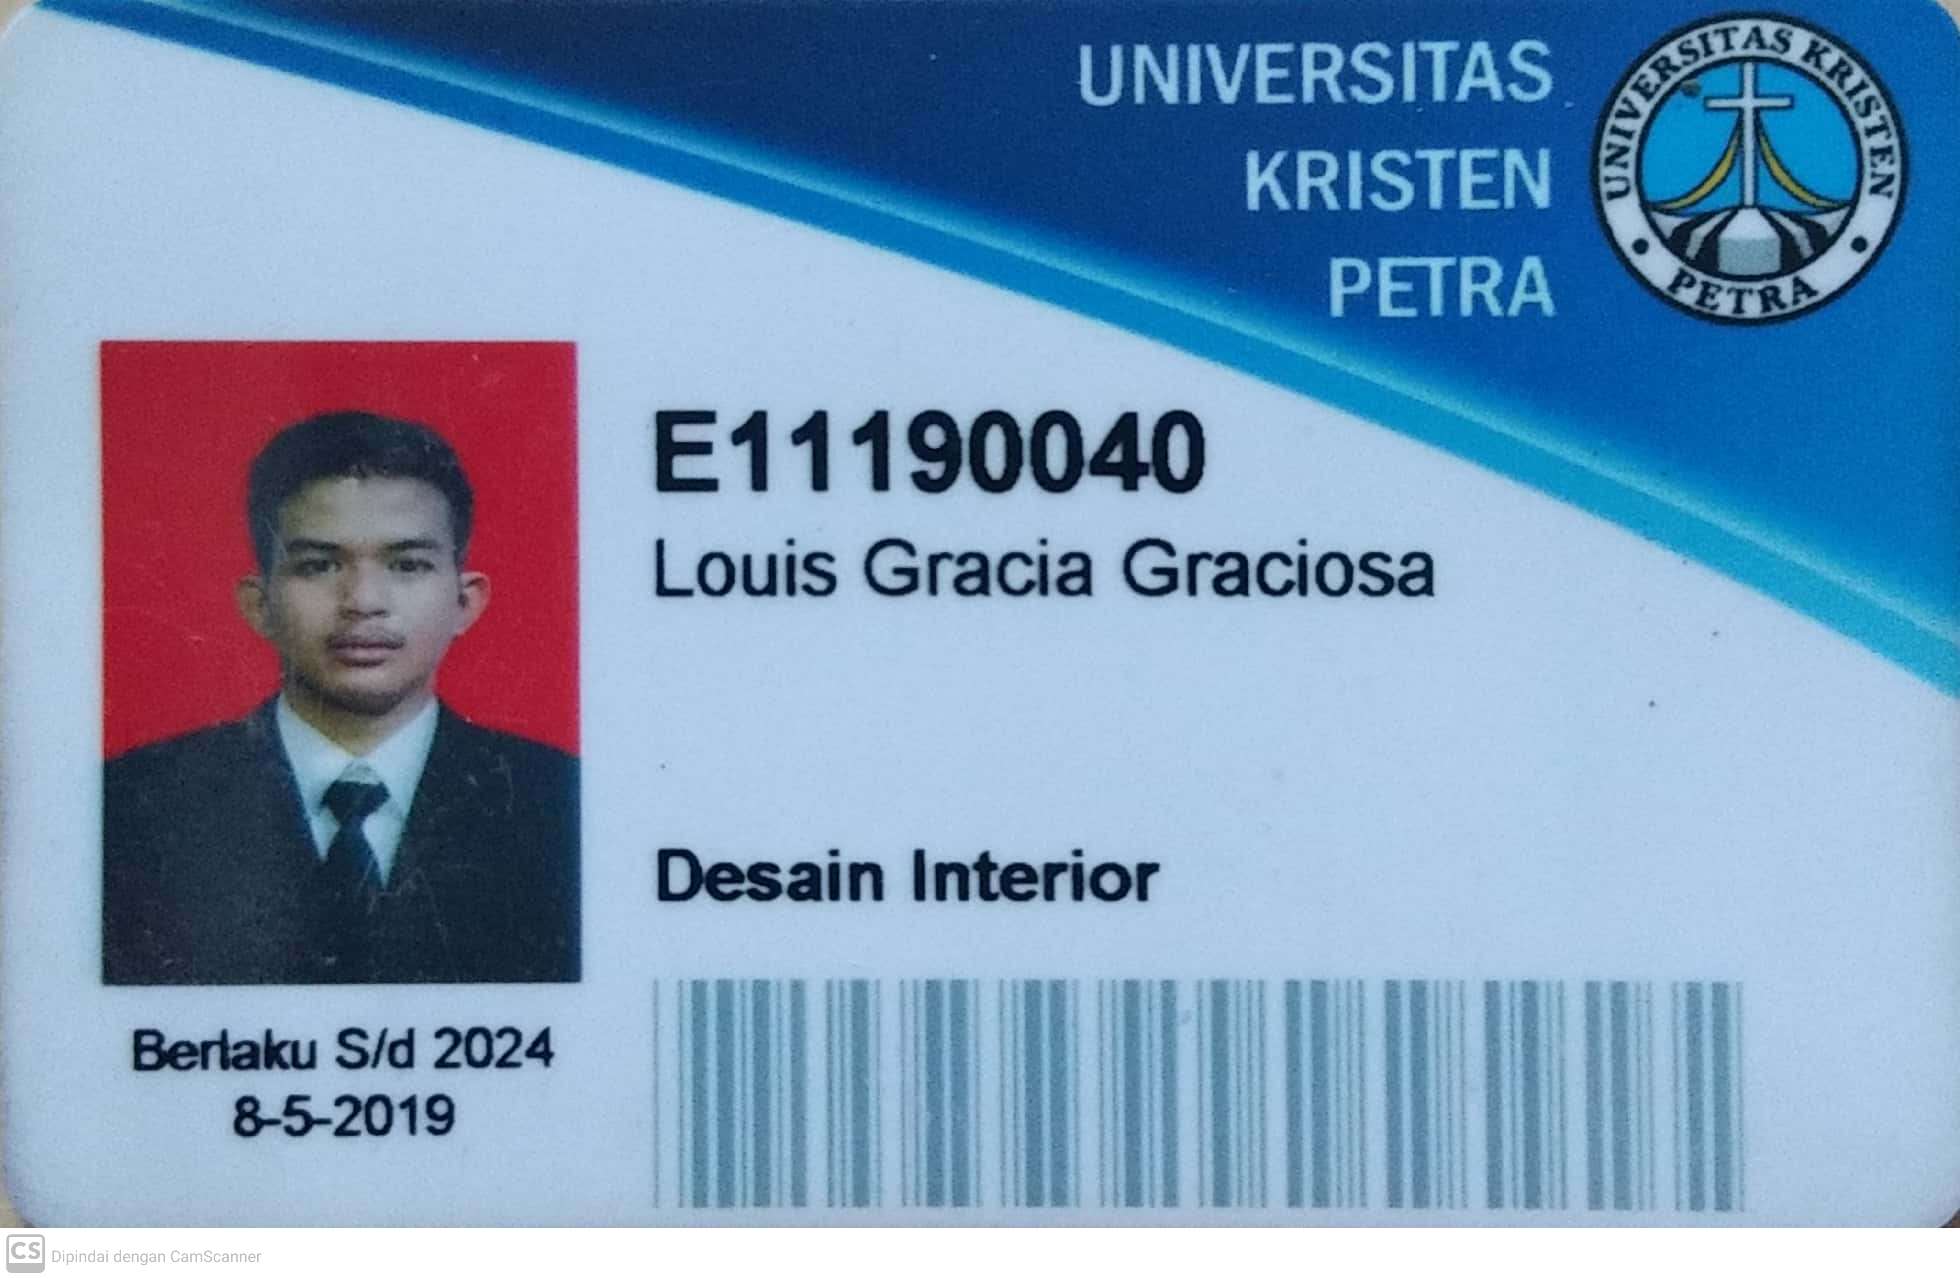 UNIVERSITAS
KRISTEN
PETRA
UNIVERSITAS KRISTEN
PETRA
E11190040
Louis Gracia Graciosa
Desain Interior
Berlaku S/d 2024
8-5-2019
CS Dipindai dengan CamScanner